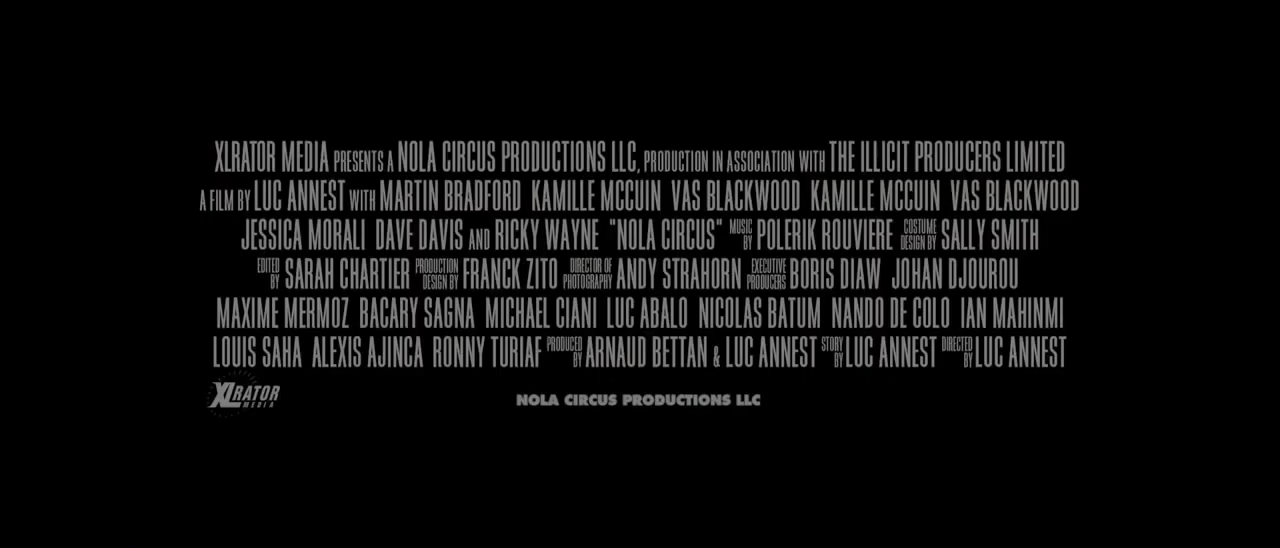 XLRATOR MEDIA PRESENTS A NOLA CIRCUS PRODUCTIONS LLC, PRODUCTION IN ASSOCIATION WITH THE ILLICIT PRODUCERS LIMITED
A FILM BY LUC ANNEST WITH MARTIN BRADFORD KAMILLE MCCUIN VAS BLACKWOOD KAMILLE MCCUIN VAS BLACKWOOD
JESSICA MORALI DAVE DAVIS AND RICKY WAYNE "NOLA CIRCUS" MUSIC BY POLERIK ROUVIERE COSTUME DESIGN BY SALLY SMITH
EDITED BY SARAH CHARTIER PRODUCTION DESIGN BY FRANCK ZITO DIRECTOR OF PHOTOGRAPHY ANDY STRAHORN EXECUTIVE PRODUCERS BORIS DIAW JOHAN DJOUROU
MAXIME MERMOZ BACARY SAGNA MICHAEL CIANI LUC ABALO NICOLAS BATUM NANDO DE COLO IAN MAHINMI
LOUIS SAHA ALEXIS AJINCA RONNY TURIAF PRODUCED BY ARNAUD BETTAN & LUC ANNEST STORY BY LUC ANNEST DIRECTED BY LUC ANNEST
XLRATOR MEDIA
NOLA CIRCUS PRODUCTIONS LLC